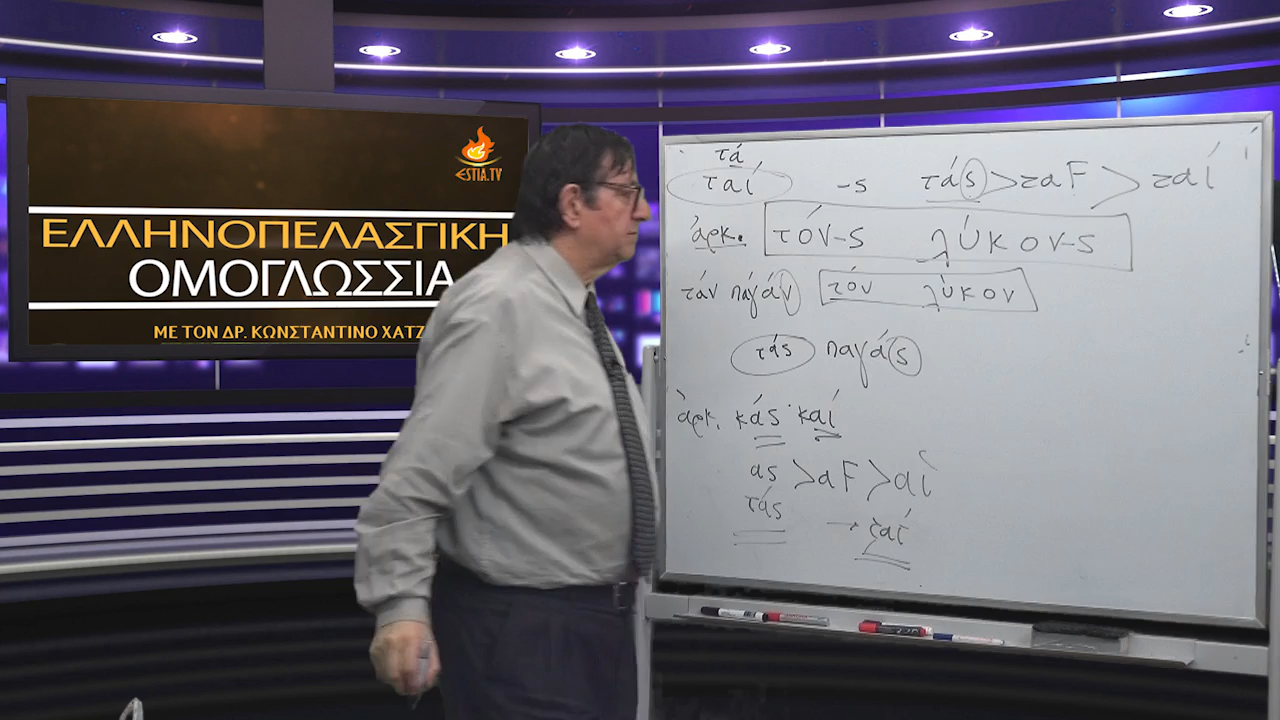 ESTIA.TV
ΕΛΛΗΝΟΠΕΛΑΣΓΙΚΗ
ΟΜΟΓΛΩΣΣΙΑ
ΜΕ ΤΟΝ ΔΡ. ΚΩΝΣΤΑΝΤΙΝΟ ΧΑΤΖ
τά
ταί -s τάs>ταF>ταί
ἀρκ. τόν-s λύκον-s
τάν παγάν τόν λύκον
τάs παγάs
ἀρκ. κάs · καί
αs >αF>αί
τάs → ταί